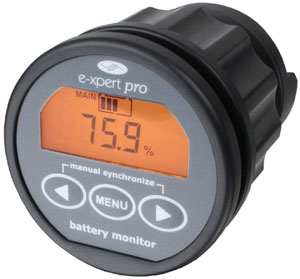 e-xpert pro
MAIN
75.9 %
manual synchronize
MENU
battery monitor